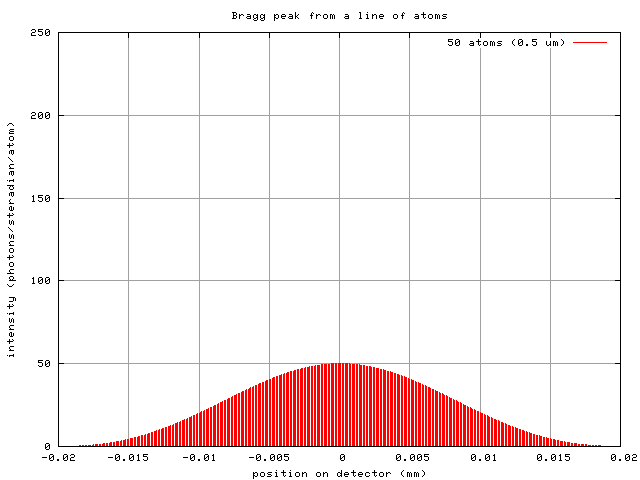 Bragg peak from a line of atoms
50 atoms (0.5 um)
intensity (photons/steradian/atom)
250
200
150
100
50
0
-0.02 -0.015 -0.01 -0.005 0 0.005 0.01 0.015 0.02
position on detector (mm)